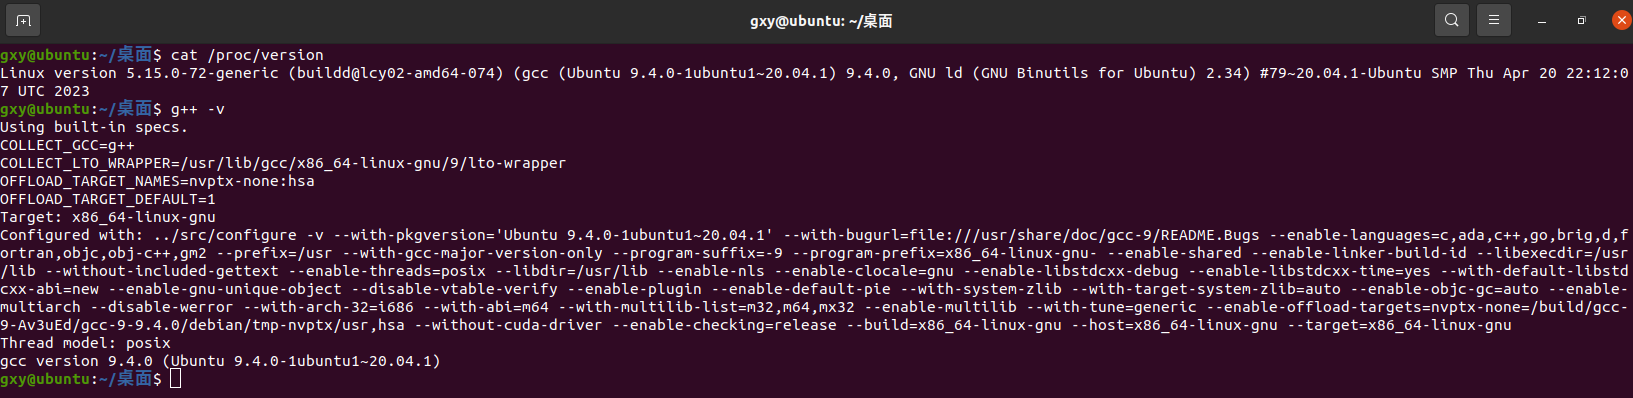 gxy@ubuntu: ~/桌面
gxy@ubuntu:~/桌面$ cat /proc/version
Linux version 5.15.0-72-generic (buildd@lcy02-amd64-074) (gcc (Ubuntu 9.4.0-1ubuntu1~20.04.1) 9.4.0, GNU ld (GNU Binutils for Ubuntu) 2.34) #79~20.04.1-Ubuntu SMP Thu Apr 20 22:12:0
7 UTC 2023
gxy@ubuntu:~/桌面$ g++ -v
Using built-in specs.
COLLECT_GCC=g++
COLLECT_LTO_WRAPPER=/usr/lib/gcc/x86_64-linux-gnu/9/lto-wrapper
OFFLOAD_TARGET_NAMES=nvptx-none:hsa
OFFLOAD_TARGET_DEFAULT=1
Target: x86_64-linux-gnu
Configured with: ../src/configure -v --with-pkgversion='Ubuntu 9.4.0-1ubuntu1~20.04.1' --with-bugurl=file:///usr/share/doc/gcc-9/README.Bugs --enable-languages=c,ada,c++,go,brig,d,f
ortran,objc,obj-c++,gm2 --prefix=/usr --with-gcc-major-version-only --program-suffix=-9 --program-prefix=x86_64-linux-gnu- --enable-shared --enable-linker-build-id --libexecdir=/usr
/lib --without-included-gettext --enable-threads=posix --libdir=/usr/lib --enable-nls --enable-clocale=gnu --enable-libstdcxx-debug --enable-libstdcxx-time=yes --with-default-libstd
cxx-abi=new --enable-gnu-unique-object --disable-vtable-verify --enable-plugin --enable-default-pie --with-system-zlib --with-target-system-zlib=auto --enable-objc-gc=auto --enable-
multiarch --disable-werror --with-arch-32=i686 --with-abi=m64 --with-multilib-list=m32,m64,mx32 --enable-multilib --with-tune=generic --enable-offload-targets=nvptx-none=/build/gcc-
9-Av3uEd/gcc-9-9.4.0/debian/tmp-nvptx/usr,hsa --without-cuda-driver --enable-checking=release --build=x86_64-linux-gnu --host=x86_64-linux-gnu --target=x86_64-linux-gnu
Thread model: posix
gcc version 9.4.0 (Ubuntu 9.4.0-1ubuntu1~20.04.1)
gxy@ubuntu:~/桌面$